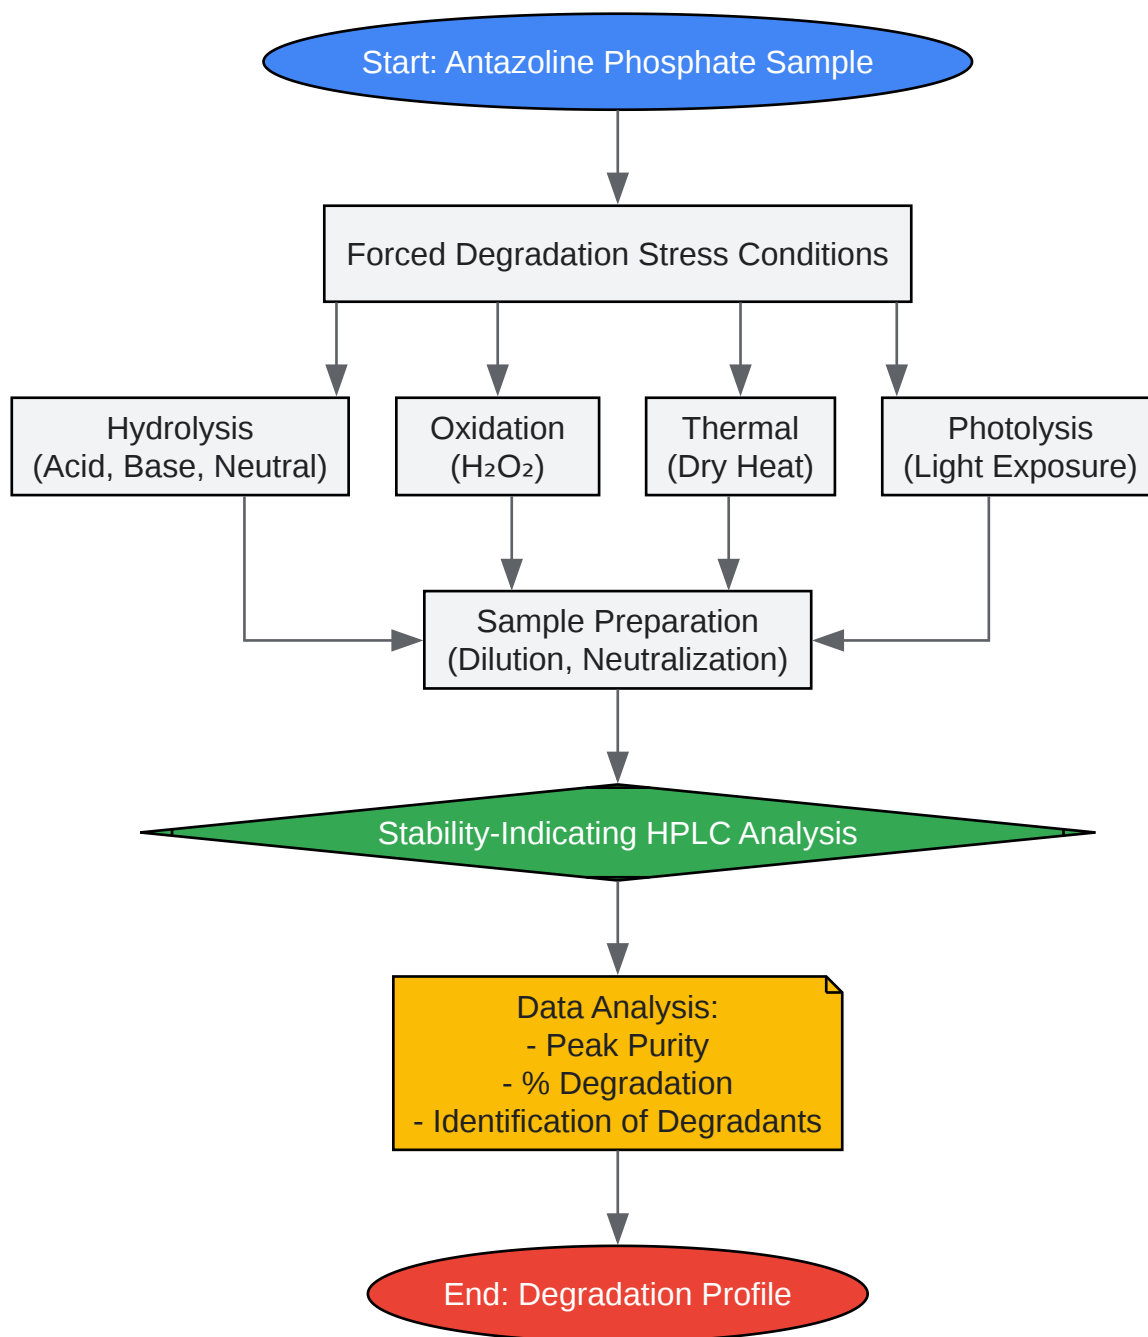 Start: Antazoline Phosphate Sample
Forced Degradation Stress Conditions
Hydrolysis
(Acid, Base, Neutral)
Oxidation
(H₂O₂)
Thermal
(Dry Heat)
Photolysis
(Light Exposure)
Sample Preparation
(Dilution, Neutralization)
Stability-Indicating HPLC Analysis
Data Analysis:
- Peak Purity
- % Degradation
- Identification of Degradants
End: Degradation Profile